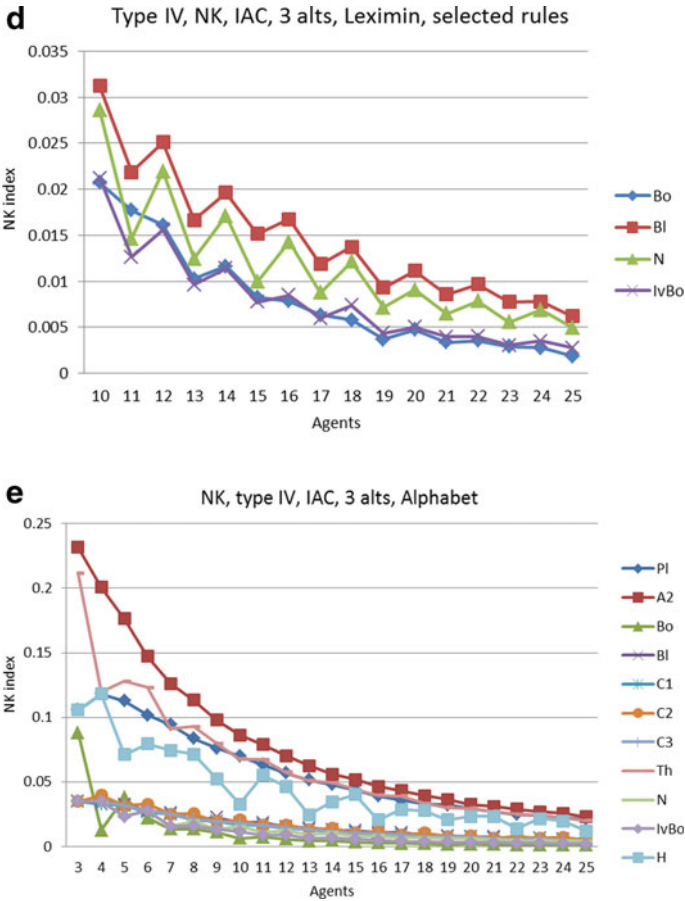 d
Type IV, NK, IAC, 3 alts, Leximin, selected rules
0.035
0.03
0.025
0.02
0.015
0.01
0.005
0
NK index
10 11 12 13 14 15 16 17 18 19 20 21 22 23 24 25
Agents
Bo
Bl
N
IvBo
e
NK, type IV, IAC, 3 alts, Alphabet
0.25
0.2
0.15
0.1
0.05
0
NK index
3 4 5 6 7 8 9 10 11 12 13 14 15 16 17 18 19 20 21 22 23 24 25
Agents
Pl
A2
Bo
Bl
C1
C2
C3
Th
N
IvBo
H